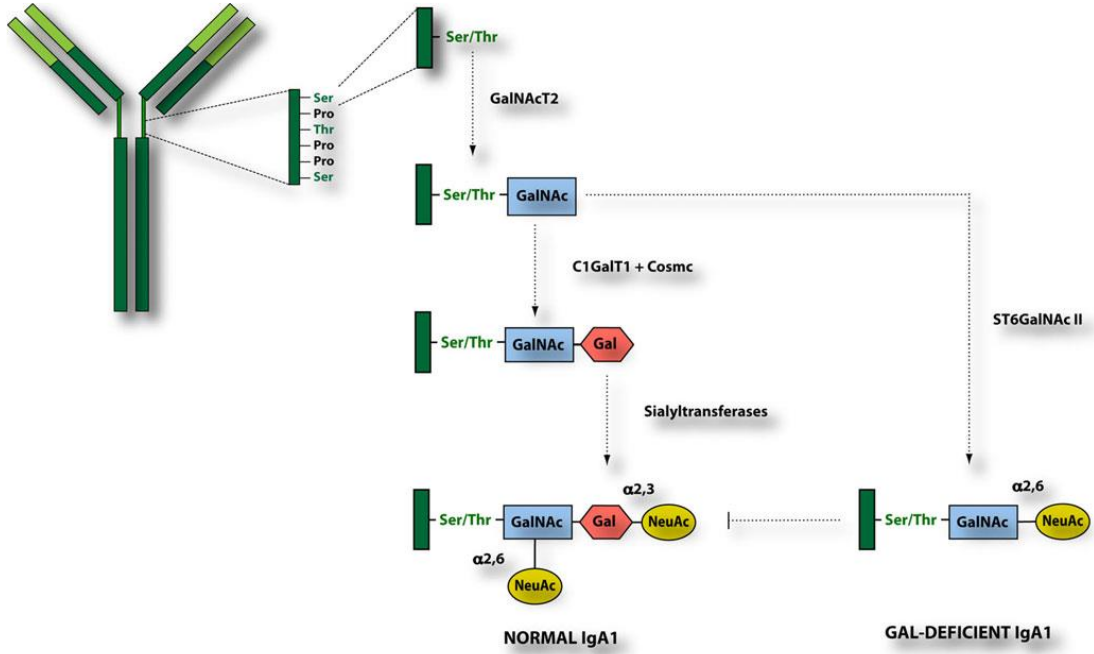 Ser/Thr
GalNAcT2
Ser
Pro
Thr
Pro
Pro
Ser
Ser/Thr GalNAc
C1GalT1 + Cosmc
ST6GalNAc II
Ser/Thr GalNAc Gal
Sialyltransferases
α2,3
Ser/Thr GalNAc Gal NeuAc
α2,6
NeuAc
α2,6
Ser/Thr GalNAc NeuAc
NORMAL IgA1
GAL-DEFICIENT IgA1